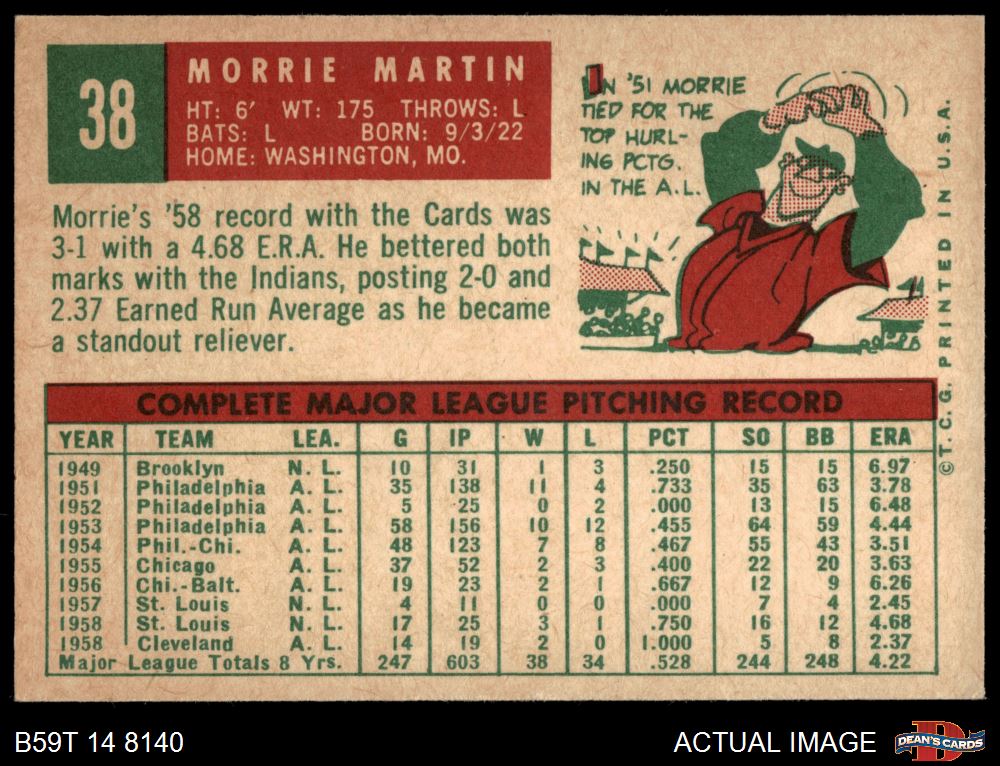 38
MORRIE MARTIN
HT: 6' WT: 175 THROWS: L
BATS: L BORN: 9/3/22
HOME: WASHINGTON, MO.
IN '51 MORRIE
TIED FOR THE
TOP HURL-
ING PCTG.
IN THE A.L.
Morrie's '58 record with the Cards was
3-1 with a 4.68 E.R.A. He bettered both
marks with the Indians, posting 2-0 and
2.37 Earned Run Average as he became
a standout reliever.
©T.C.G. PRINTED IN U.S.A.
COMPLETE MAJOR LEAGUE PITCHING RECORD
YEAR TEAM LEA. G IP W L PCT SO BB ERA
1949 Brooklyn N. L. 10 31 1 3 .250 15 15 6.97
1951 Philadelphia A. L. 35 138 11 4 .733 35 63 3.78
1952 Philadelphia A. L. 5 25 0 2 .000 13 15 6.48
1953 Philadelphia A. L. 58 156 10 12 .455 64 59 4.44
1954 Phil.-Chi. A. L. 48 123 7 8 .467 55 43 3.51
1955 Chicago A. L. 37 52 2 3 .400 22 20 3.63
1956 Chi.-Balt. A. L. 19 23 2 1 .667 12 9 6.26
1957 St. Louis N. L. 4 11 0 0 .000 7 4 2.45
1958 St. Louis N. L. 17 25 3 1 .750 16 12 4.68
1958 Cleveland A. L. 14 19 2 0 1.000 5 8 2.37
Major League Totals 8 Yrs. 247 603 38 34 .528 244 248 4.22
B59T 14 8140
ACTUAL IMAGE
DEAN'S CARDS